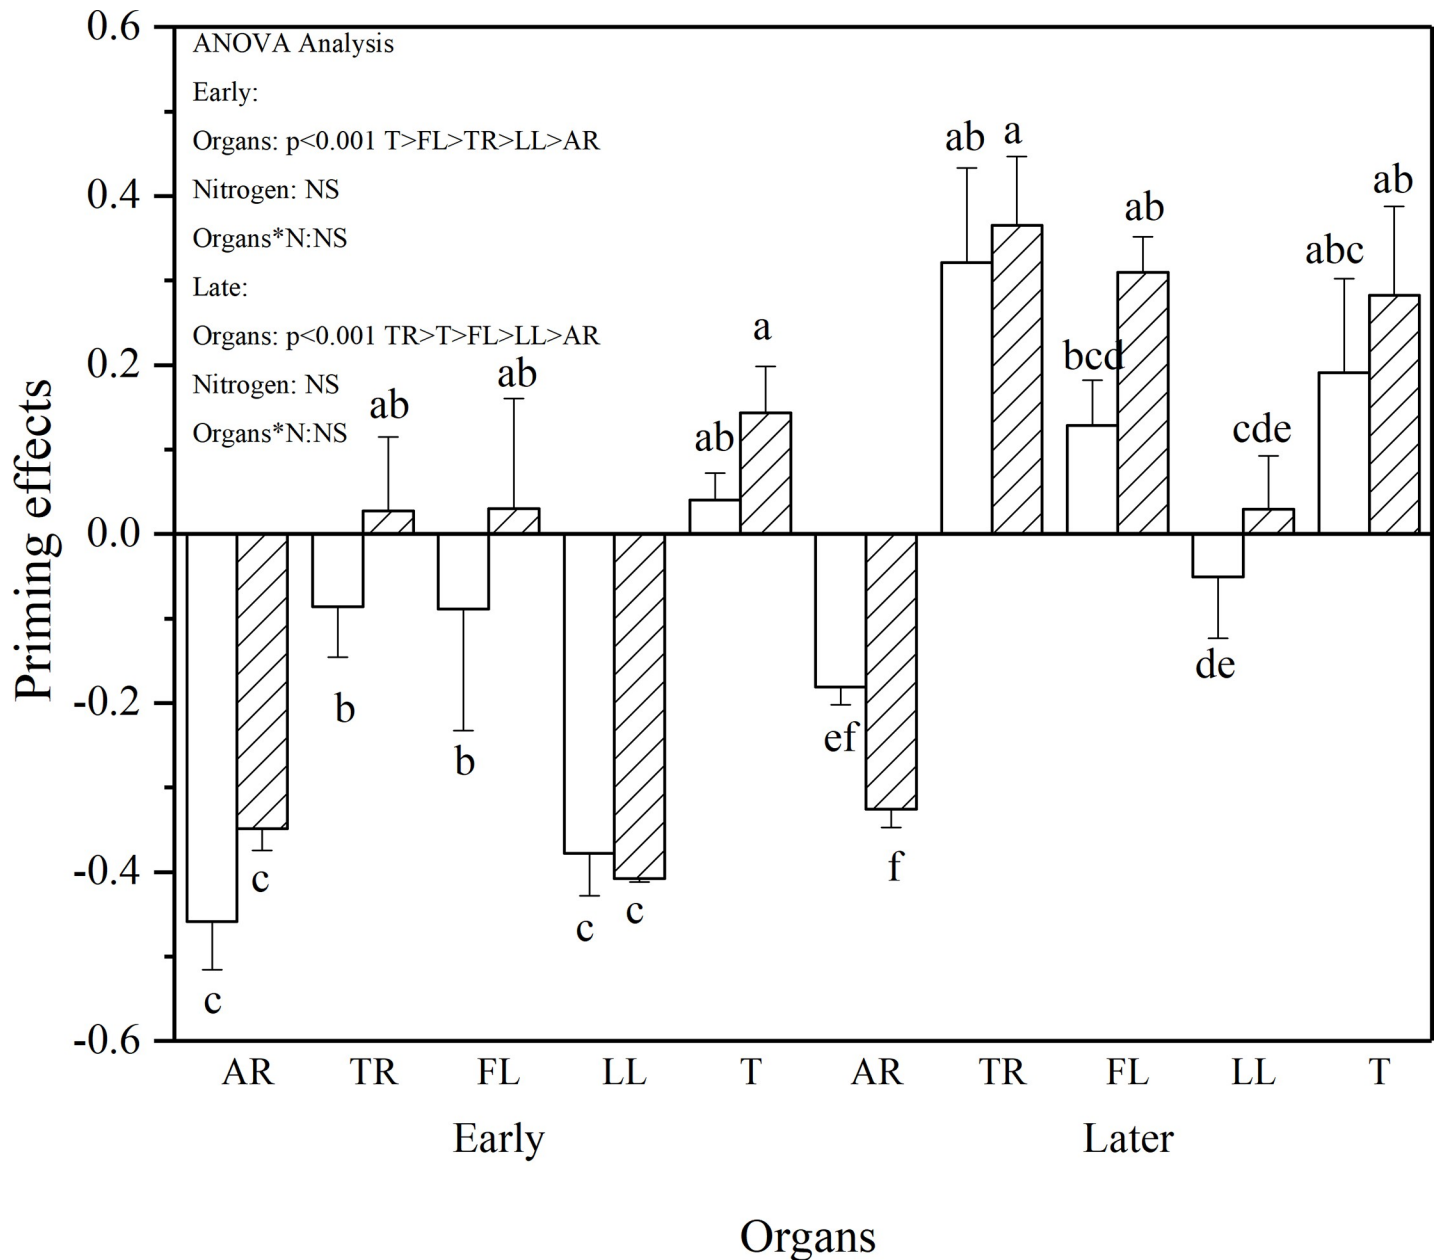 0.6
0.4
0.2
0.0
-0.2
-0.4
-0.6
Priming effects
ANOVA Analysis
Early:
Organs: p<0.001 T>FL>TR>LL>AR
Nitrogen: NS
Organs*N:NS
Late:
Organs: p<0.001 TR>T>FL>LL>AR
Nitrogen: NS
Organs*N:NS
c
c
b
ab
b
ab
c
c
ab
a
ef
f
ab
a
bcd
ab
de
cde
abc
ab
AR TR FL LL T AR TR FL LL T
Early Later
Organs